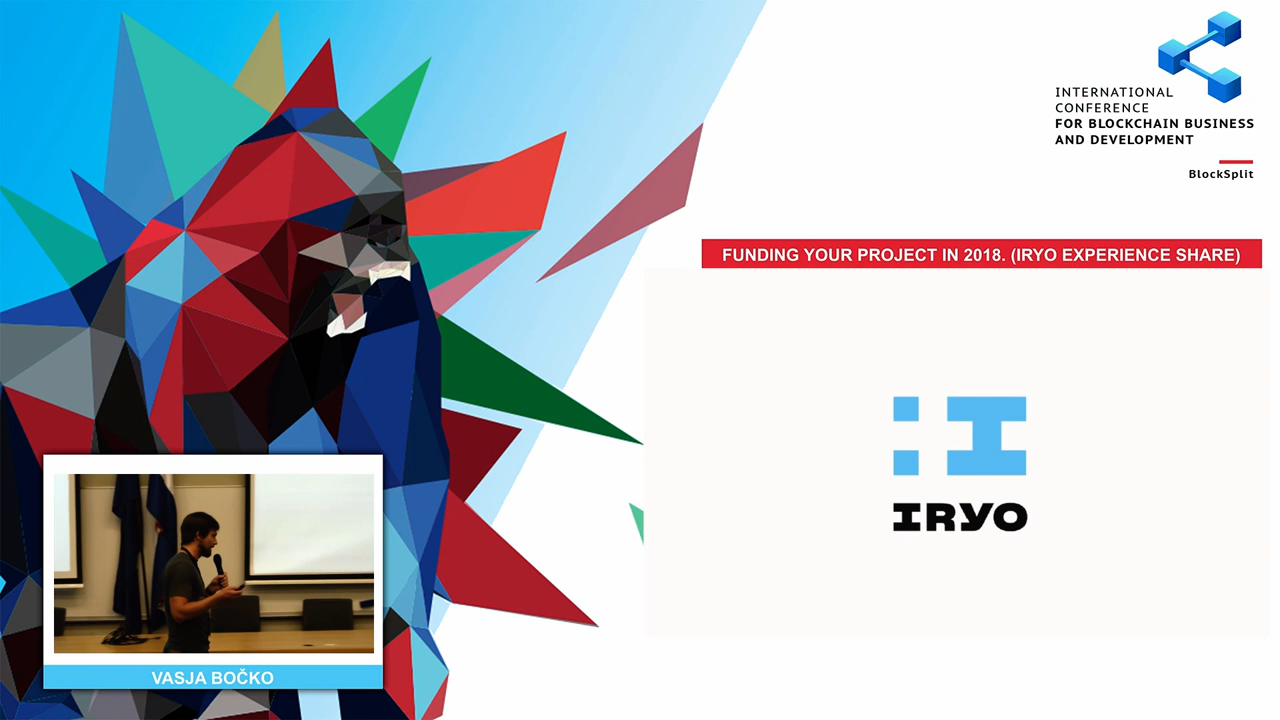 INTERNATIONAL
CONFERENCE
FOR BLOCKCHAIN BUSINESS
AND DEVELOPMENT
BlockSplit
FUNDING YOUR PROJECT IN 2018. (IRYO EXPERIENCE SHARE)
:I
IRYO
VASJA BOČKO